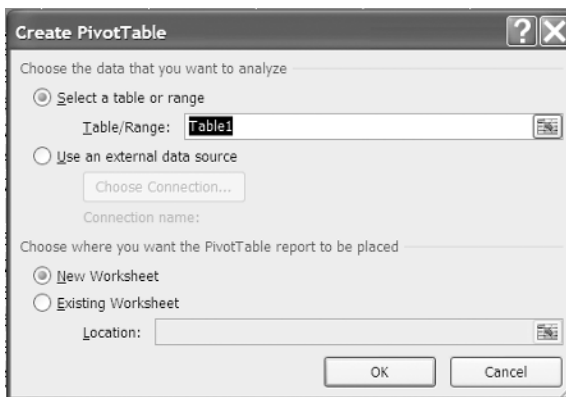 Create PivotTable
Choose the data that you want to analyze
Select a table or range
Table/Range: Table1
Use an external data source
Choose Connection...
Connection name:
Choose where you want the PivotTable report to be placed
New Worksheet
Existing Worksheet
Location:
OK Cancel